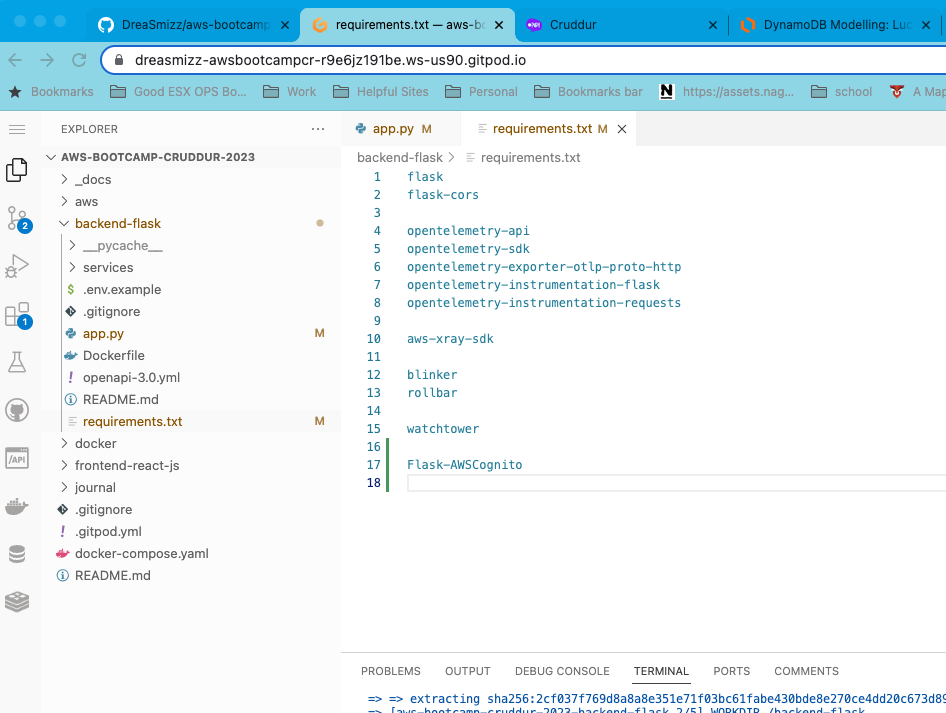 DreaSmizz/aws-bootcamp
requirements.txt — aws-bo
Cruddur
DynamoDB Modelling: Luc
dreasmizz-awsbootcampcr-r9e6jz191be.ws-us90.gitpod.io
Bookmarks
Good ESX OPS Bo...
Work
Helpful Sites
Personal
Bookmarks bar
N
https://assets.nag...
school
A Map
EXPLORER
...
app.py M
requirements.txt M
AWS-BOOTCAMP-CRUDDUR-2023
backend-flask > requirements.txt
_docs
aws
backend-flask
__pycache__
services
$ .env.example
.gitignore
app.py M
Dockerfile
! openapi-3.0.yml
README.md
requirements.txt M
docker
frontend-react-js
journal
.gitignore
! .gitpod.yml
docker-compose.yaml
README.md
2
1
/API
1 flask
2 flask-cors
3
4 opentelemetry-api
5 opentelemetry-sdk
6 opentelemetry-exporter-otlp-proto-http
7 opentelemetry-instrumentation-flask
8 opentelemetry-instrumentation-requests
9
10 aws-xray-sdk
11
12 blinker
13 rollbar
14
15 watchtower
16
17 Flask-AWSCognito
18
PROBLEMS
OUTPUT
DEBUG CONSOLE
TERMINAL
PORTS
COMMENTS
=> => extracting sha256:2cf037f769d8a8a8e351e71f03bc61fabe430bde8e270ce4dd20c673d89
=> [aws-bootcamp-cruddur-2023-backend-flask 2/5] WORKDIR /backend-flask